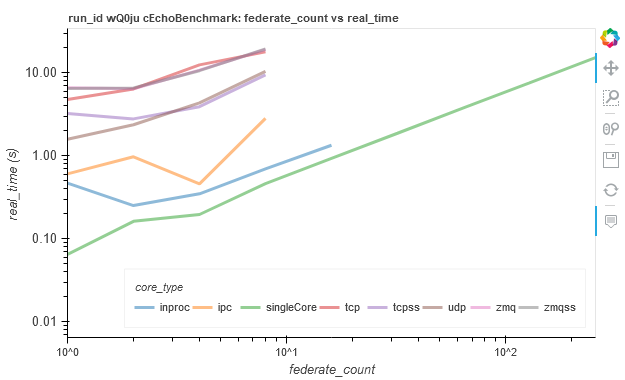 run_id wQ0ju cEchoBenchmark: federate_count vs real_time
10.00
1.00
0.10
0.01
real_time (s)
core_type
inproc ipc singleCore tcp tcpss udp zmq zmqss
10^0 10^1 10^2
federate_count